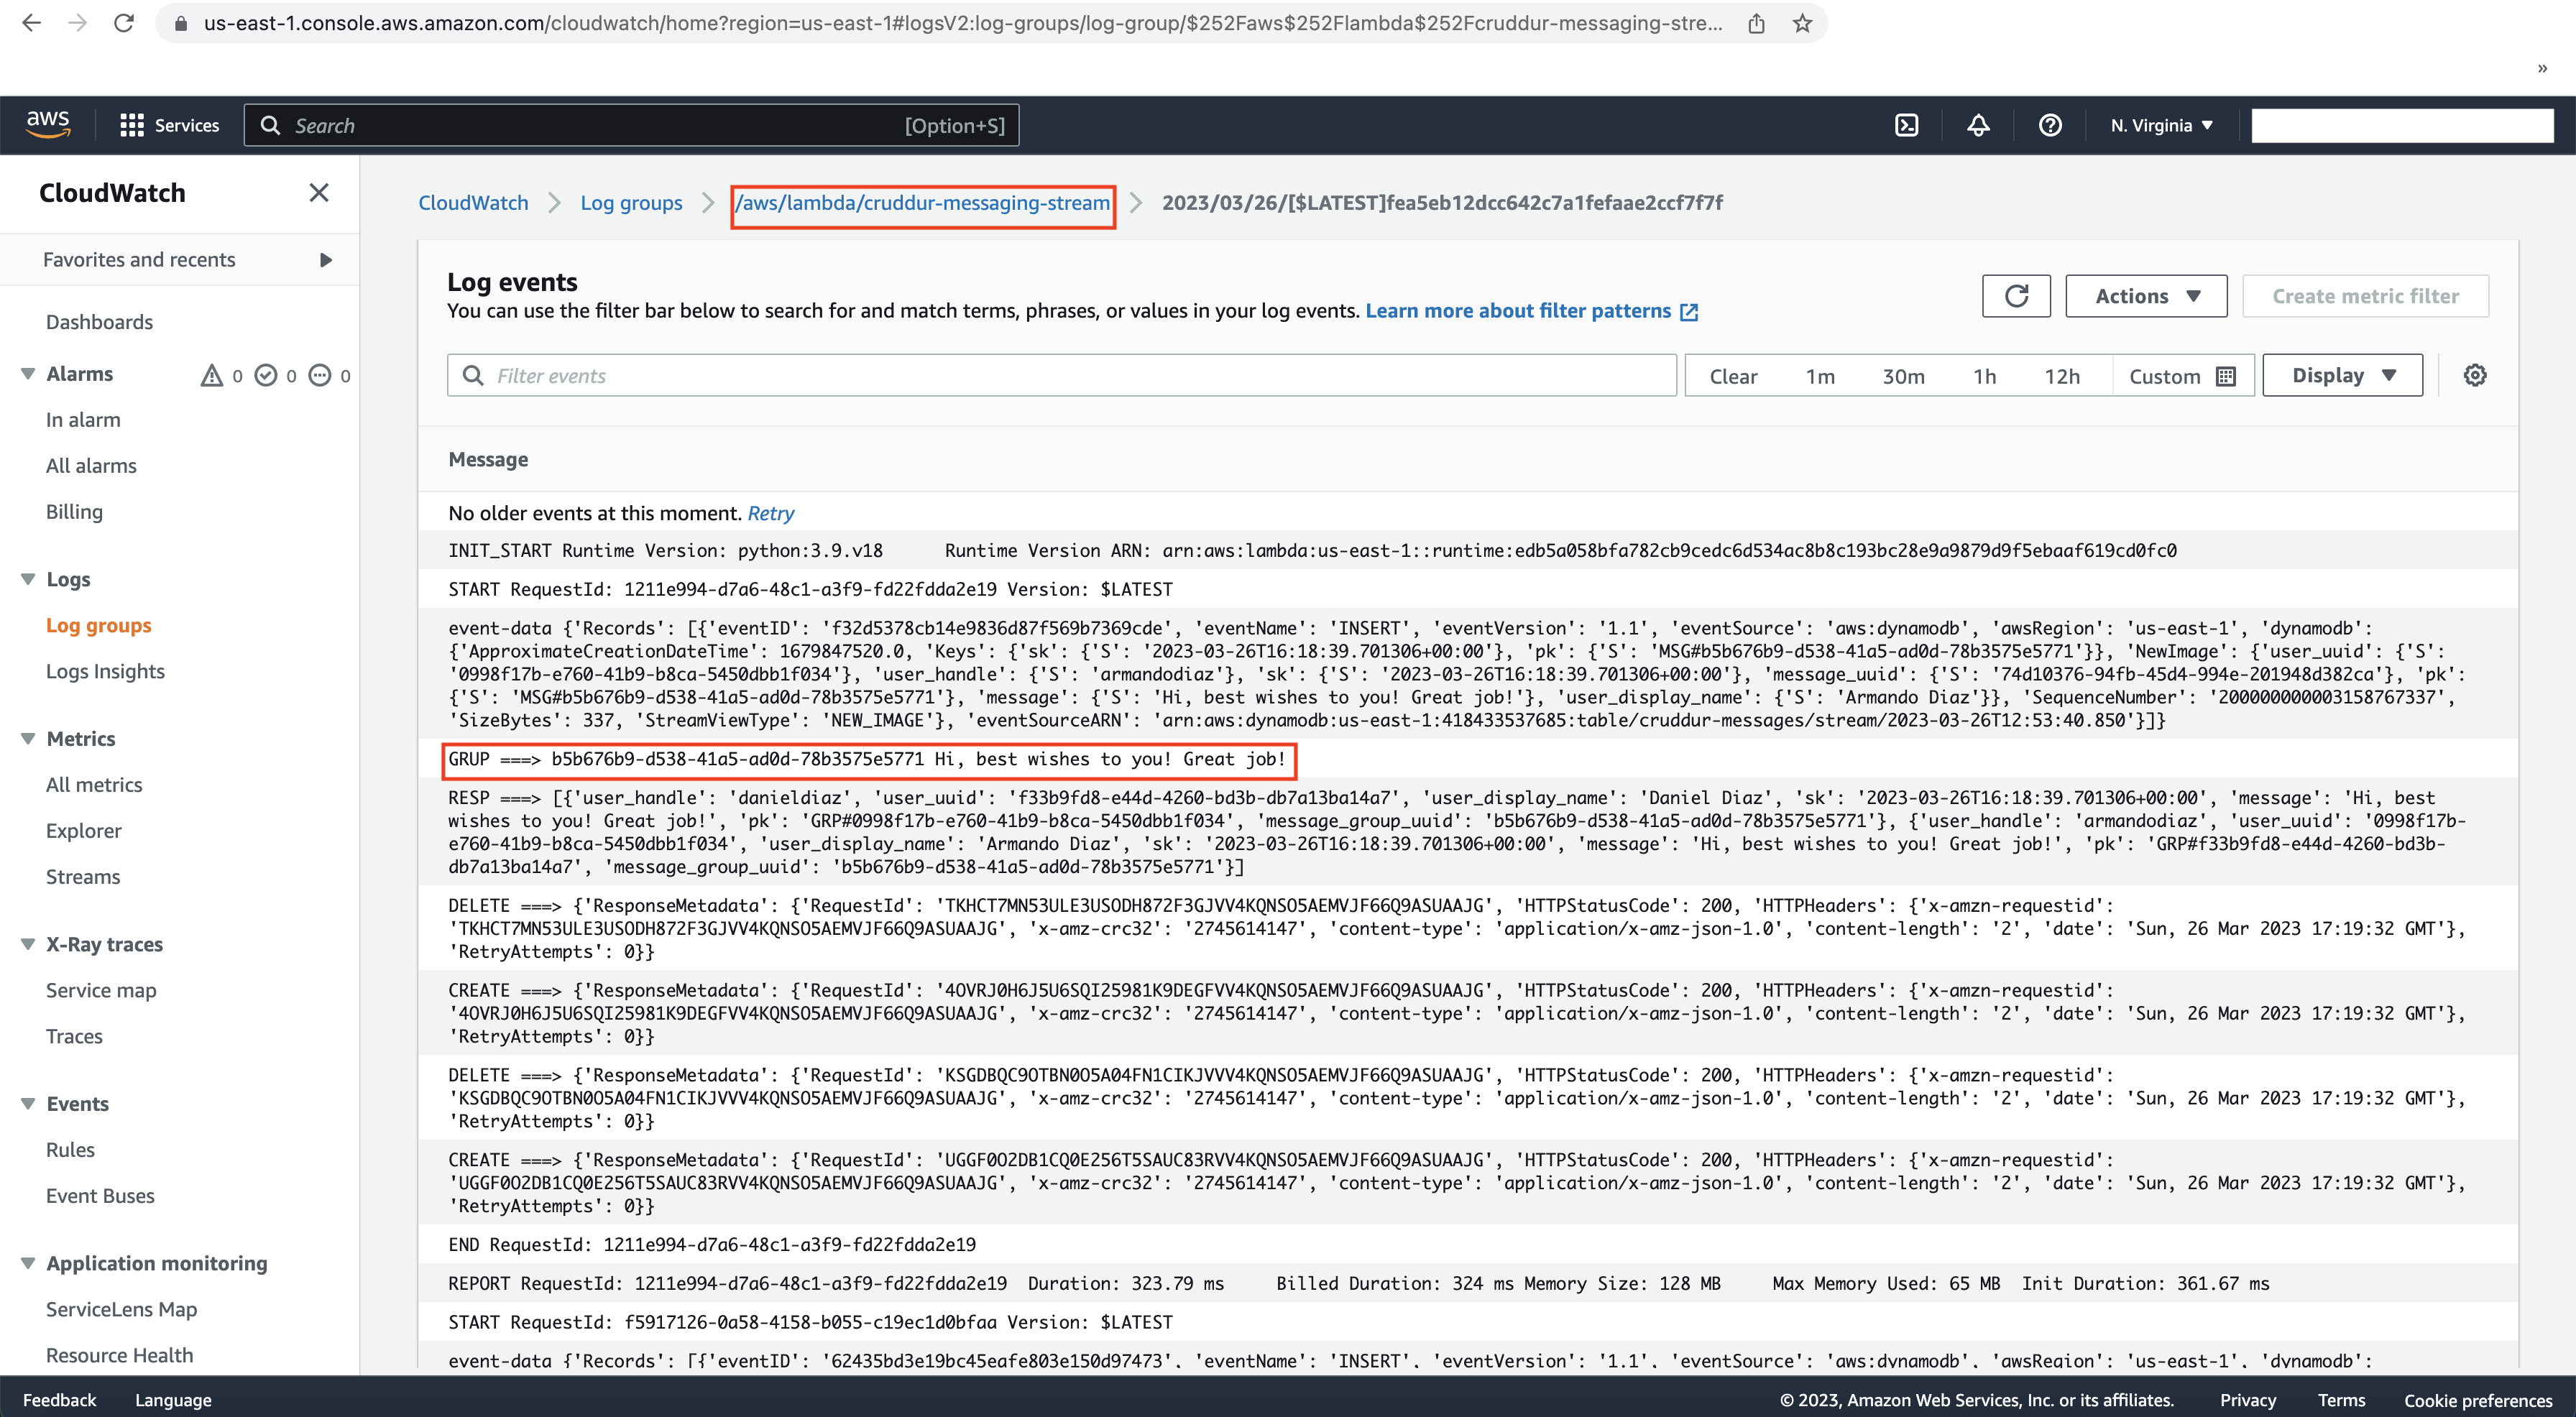 us-east-1.console.aws.amazon.com/cloudwatch/home?region=us-east-1#logsV2:log-groups/log-group/$252Faws$252Flambda$252Fcruddur-messaging-stre...
»
aws Services Search [Option+S] N. Virginia
CloudWatch
Favorites and recents
Dashboards
Alarms 0 0 0
In alarm
All alarms
Billing
Logs
Log groups
Logs Insights
Metrics
All metrics
Explorer
Streams
X-Ray traces
Service map
Traces
Events
Rules
Event Buses
Application monitoring
ServiceLens Map
Resource Health
CloudWatch Log groups /aws/lambda/cruddur-messaging-stream 2023/03/26/[$LATEST]fea5eb12dcc642c7a1fefaae2ccf7f7f
Log events
You can use the filter bar below to search for and match terms, phrases, or values in your log events. Learn more about filter patterns
Actions Create metric filter
Filter events Clear 1m 30m 1h 12h Custom Display
Message
No older events at this moment. Retry
INIT_START Runtime Version: python:3.9.v18 Runtime Version ARN: arn:aws:lambda:us-east-1::runtime:edb5a058bfa782cb9cedc6d534ac8b8c193bc28e9a9879d9f5ebaaf619cd0fc0
START RequestId: 1211e994-d7a6-48c1-a3f9-fd22fdda2e19 Version: $LATEST
event-data {'Records': [{'eventID': 'f32d5378cb14e9836d87f569b7369cde', 'eventName': 'INSERT', 'eventVersion': '1.1', 'eventSource': 'aws:dynamodb', 'awsRegion': 'us-east-1', 'dynamodb':
{'ApproximateCreationDateTime': 1679847520.0, 'Keys': {'sk': {'S': '2023-03-26T16:18:39.701306+00:00'}, 'pk': {'S': 'MSG#b5b676b9-d538-41a5-ad0d-78b3575e5771'}}, 'NewImage': {'user_uuid': {'S':
'0998f17b-e760-41b9-b8ca-5450dbb1f034'}, 'user_handle': {'S': 'armandodiaz'}, 'sk': {'S': '2023-03-26T16:18:39.701306+00:00'}, 'message_uuid': {'S': '74d10376-94fb-45d4-994e-201948d382ca'}, 'pk':
{'S': 'MSG#b5b676b9-d538-41a5-ad0d-78b3575e5771'}, 'message': {'S': 'Hi, best wishes to you! Great job!'}, 'user_display_name': {'S': 'Armando Diaz'}}, 'SequenceNumber': '200000000003158767337',
'SizeBytes': 337, 'StreamViewType': 'NEW_IMAGE'}, 'eventSourceARN': 'arn:aws:dynamodb:us-east-1:418433537685:table/cruddur-messages/stream/2023-03-26T12:53:40.850'}]}
GRUP ===> b5b676b9-d538-41a5-ad0d-78b3575e5771 Hi, best wishes to you! Great job!
RESP ===> [{'user_handle': 'danieldiaz', 'user_uuid': 'f33b9fd8-e44d-4260-bd3b-db7a13ba14a7', 'user_display_name': 'Daniel Diaz', 'sk': '2023-03-26T16:18:39.701306+00:00', 'message': 'Hi, best
wishes to you! Great job!', 'pk': 'GRP#0998f17b-e760-41b9-b8ca-5450dbb1f034', 'message_group_uuid': 'b5b676b9-d538-41a5-ad0d-78b3575e5771'}, {'user_handle': 'armandodiaz', 'user_uuid': '0998f17b-
e760-41b9-b8ca-5450dbb1f034', 'user_display_name': 'Armando Diaz', 'sk': '2023-03-26T16:18:39.701306+00:00', 'message': 'Hi, best wishes to you! Great job!', 'pk': 'GRP#f33b9fd8-e44d-4260-bd3b-
db7a13ba14a7', 'message_group_uuid': 'b5b676b9-d538-41a5-ad0d-78b3575e5771'}]
DELETE ===> {'ResponseMetadata': {'RequestId': 'TKHCT7MN53ULE3USODH872F3GJVV4KQNSO5AEMVJF66Q9ASUAAJG', 'HTTPStatusCode': 200, 'HTTPHeaders': {'x-amzn-requestid':
'TKHCT7MN53ULE3USODH872F3GJVV4KQNSO5AEMVJF66Q9ASUAAJG', 'x-amz-crc32': '2745614147', 'content-type': 'application/x-amz-json-1.0', 'content-length': '2', 'date': 'Sun, 26 Mar 2023 17:19:32 GMT'},
'RetryAttempts': 0}}
CREATE ===> {'ResponseMetadata': {'RequestId': '4OVRJ0H6J5U6SQI25981K9DEGFVV4KQNSO5AEMVJF66Q9ASUAAJG', 'HTTPStatusCode': 200, 'HTTPHeaders': {'x-amzn-requestid':
'4OVRJ0H6J5U6SQI25981K9DEGFVV4KQNSO5AEMVJF66Q9ASUAAJG', 'x-amz-crc32': '2745614147', 'content-type': 'application/x-amz-json-1.0', 'content-length': '2', 'date': 'Sun, 26 Mar 2023 17:19:32 GMT'},
'RetryAttempts': 0}}
DELETE ===> {'ResponseMetadata': {'RequestId': 'KSGDBQC9OTBN0O5A04FN1CIKJVVV4KQNSO5AEMVJF66Q9ASUAAJG', 'HTTPStatusCode': 200, 'HTTPHeaders': {'x-amzn-requestid':
'KSGDBQC9OTBN0O5A04FN1CIKJVVV4KQNSO5AEMVJF66Q9ASUAAJG', 'x-amz-crc32': '2745614147', 'content-type': 'application/x-amz-json-1.0', 'content-length': '2', 'date': 'Sun, 26 Mar 2023 17:19:32 GMT'},
'RetryAttempts': 0}}
CREATE ===> {'ResponseMetadata': {'RequestId': 'UGGF0O2DB1CQ0E256T5SAUC83RVV4KQNSO5AEMVJF66Q9ASUAAJG', 'HTTPStatusCode': 200, 'HTTPHeaders': {'x-amzn-requestid':
'UGGF0O2DB1CQ0E256T5SAUC83RVV4KQNSO5AEMVJF66Q9ASUAAJG', 'x-amz-crc32': '2745614147', 'content-type': 'application/x-amz-json-1.0', 'content-length': '2', 'date': 'Sun, 26 Mar 2023 17:19:32 GMT'},
'RetryAttempts': 0}}
END RequestId: 1211e994-d7a6-48c1-a3f9-fd22fdda2e19
REPORT RequestId: 1211e994-d7a6-48c1-a3f9-fd22fdda2e19 Duration: 323.79 ms Billed Duration: 324 ms Memory Size: 128 MB Max Memory Used: 65 MB Init Duration: 361.67 ms
START RequestId: f5917126-0a58-4158-b055-c19ec1d0bfaa Version: $LATEST
event-data {'Records': [{'eventID': '62435bd3e19bc45eafe803e150d97473', 'eventName': 'INSERT', 'eventVersion': '1.1', 'eventSource': 'aws:dynamodb', 'awsRegion': 'us-east-1', 'dynamodb':
Feedback Language © 2023, Amazon Web Services, Inc. or its affiliates. Privacy Terms Cookie preferences